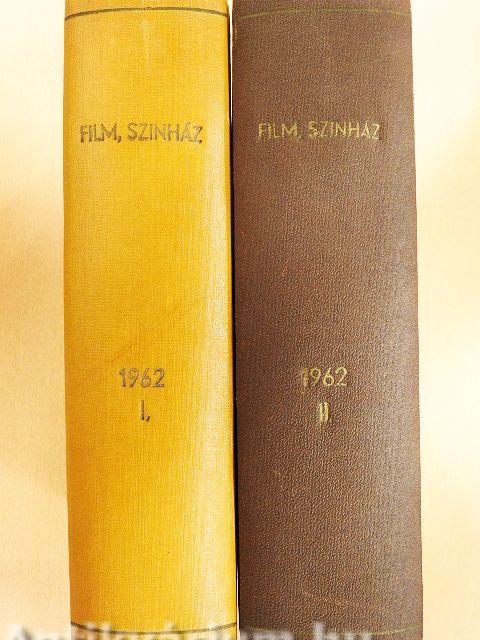 FILM, SZINHÁZ
1962
I.
FILM, SZINHÁZ
1962
II